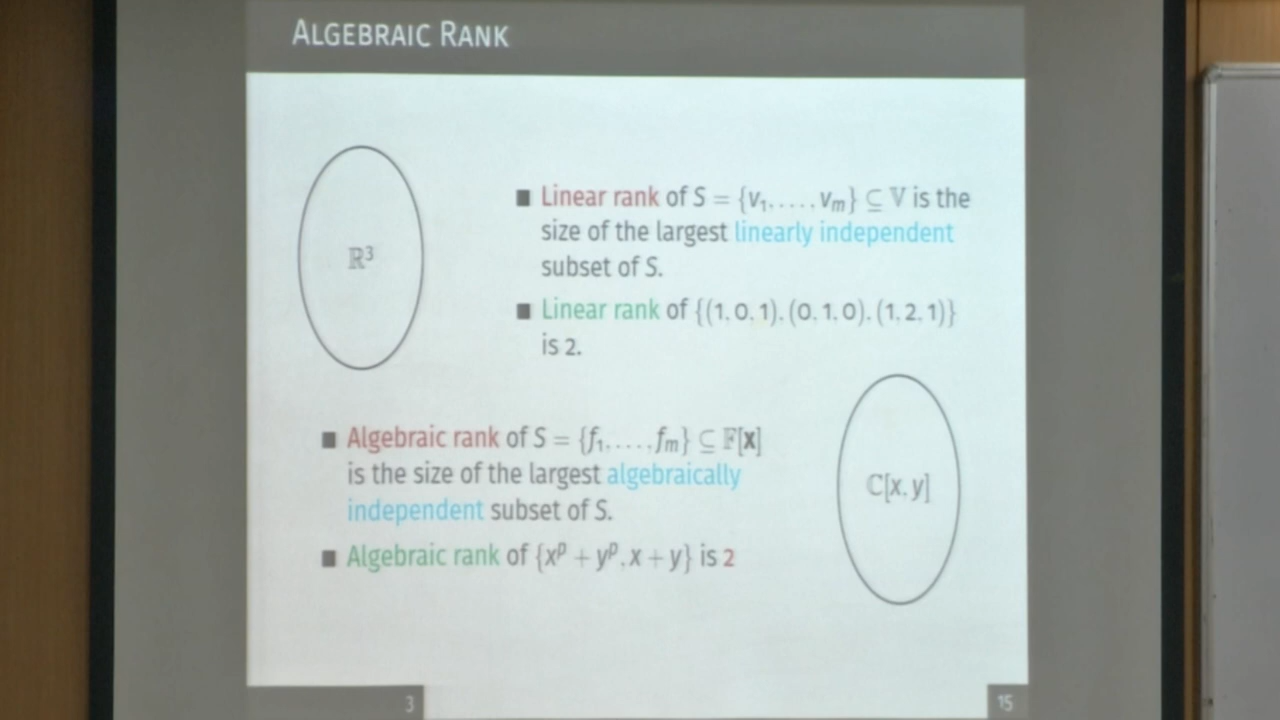 ALGEBRAIC RANK
ℝ³
■ Linear rank of S = {v₁, . . . , vₘ} ⊆ 𝕍 is the
size of the largest linearly independent
subset of S.
■ Linear rank of {(1, 0, 1), (0, 1, 0), (1, 2, 1)}
is 2.
■ Algebraic rank of S = {f₁, . . . , fₘ} ⊆ 𝔽[x]
is the size of the largest algebraically
independent subset of S.
■ Algebraic rank of {xᵖ + yᵖ, x + y} is 2
ℂ[x, y]
3
15